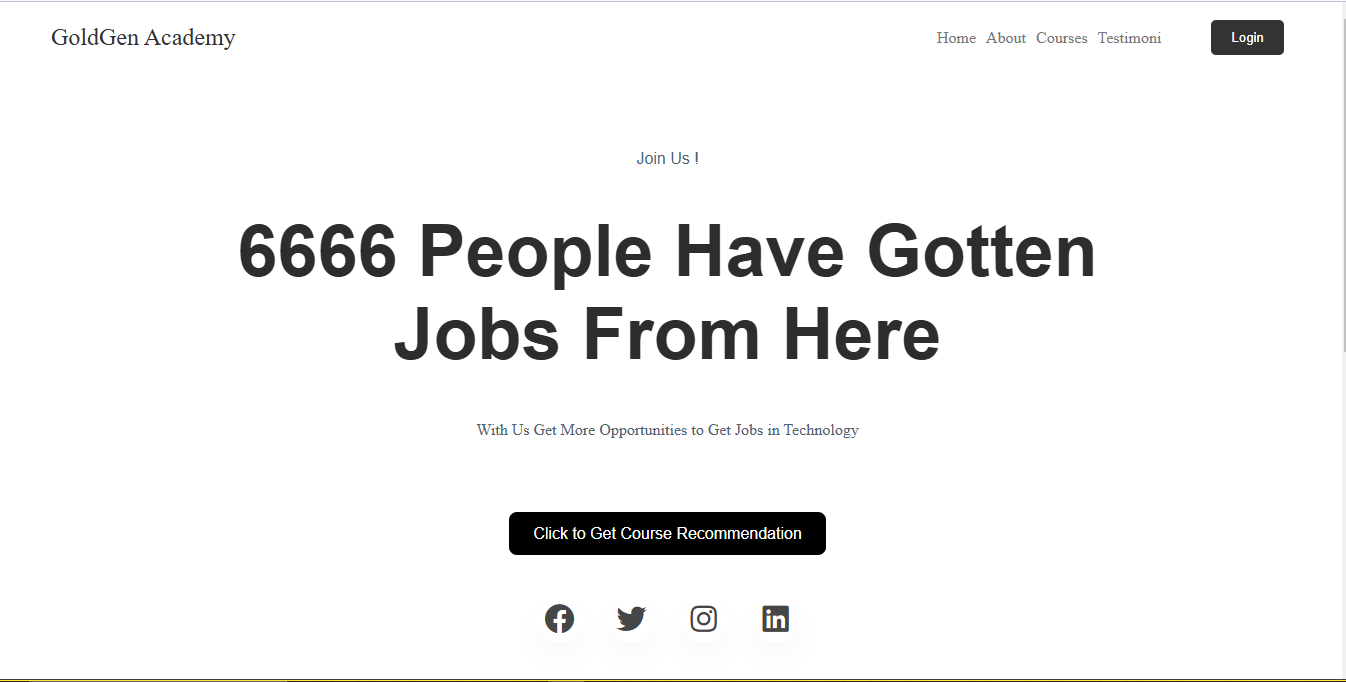 GoldGen Academy
Home About Courses Testimoni Login
Join Us !
6666 People Have Gotten
Jobs From Here
With Us Get More Opportunities to Get Jobs in Technology
Click to Get Course Recommendation